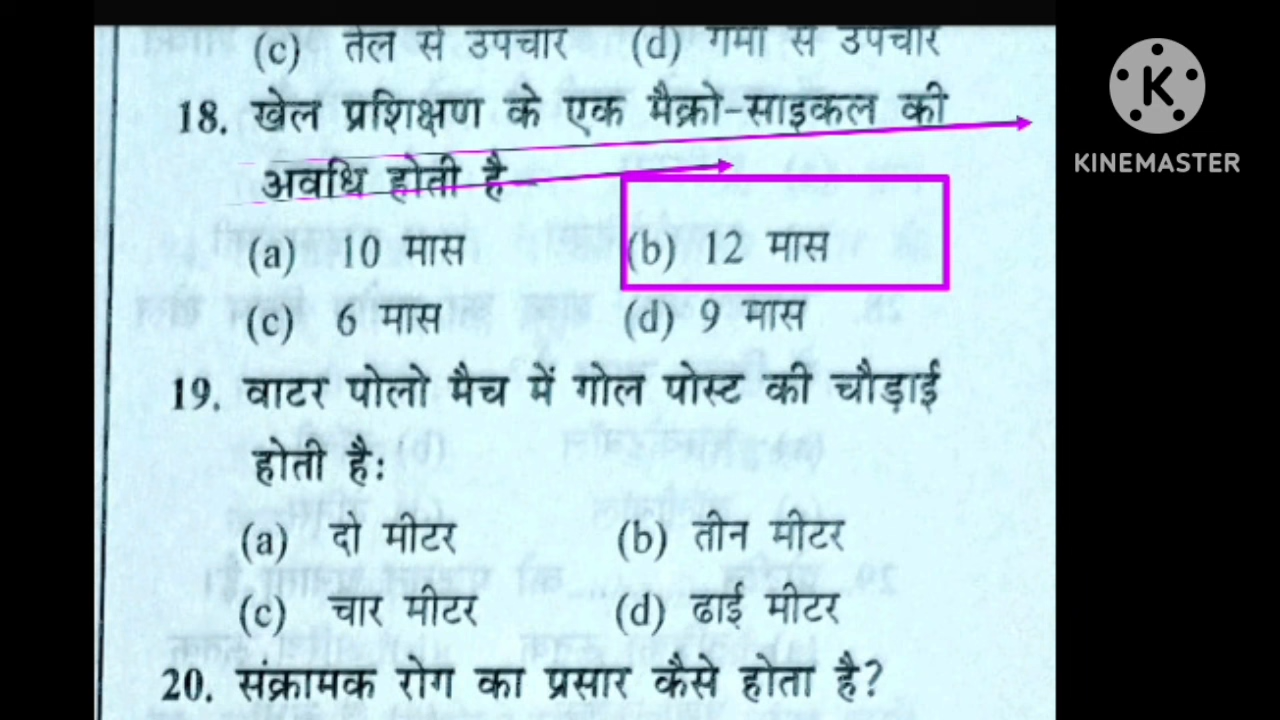 (c) तेल से उपचार (d) गर्मी से उपचार
18. खेल प्रशिक्षण के एक मैक्रो-साइकल की
अवधि होती है
(a) 10 मास (b) 12 मास
(c) 6 मास (d) 9 मास
19. वाटर पोलो मैच में गोल पोस्ट की चौड़ाई
होती है:
(a) दो मीटर (b) तीन मीटर
(c) चार मीटर (d) ढाई मीटर
20. संक्रामक रोग का प्रसार कैसे होता है?
K
KINEMASTER